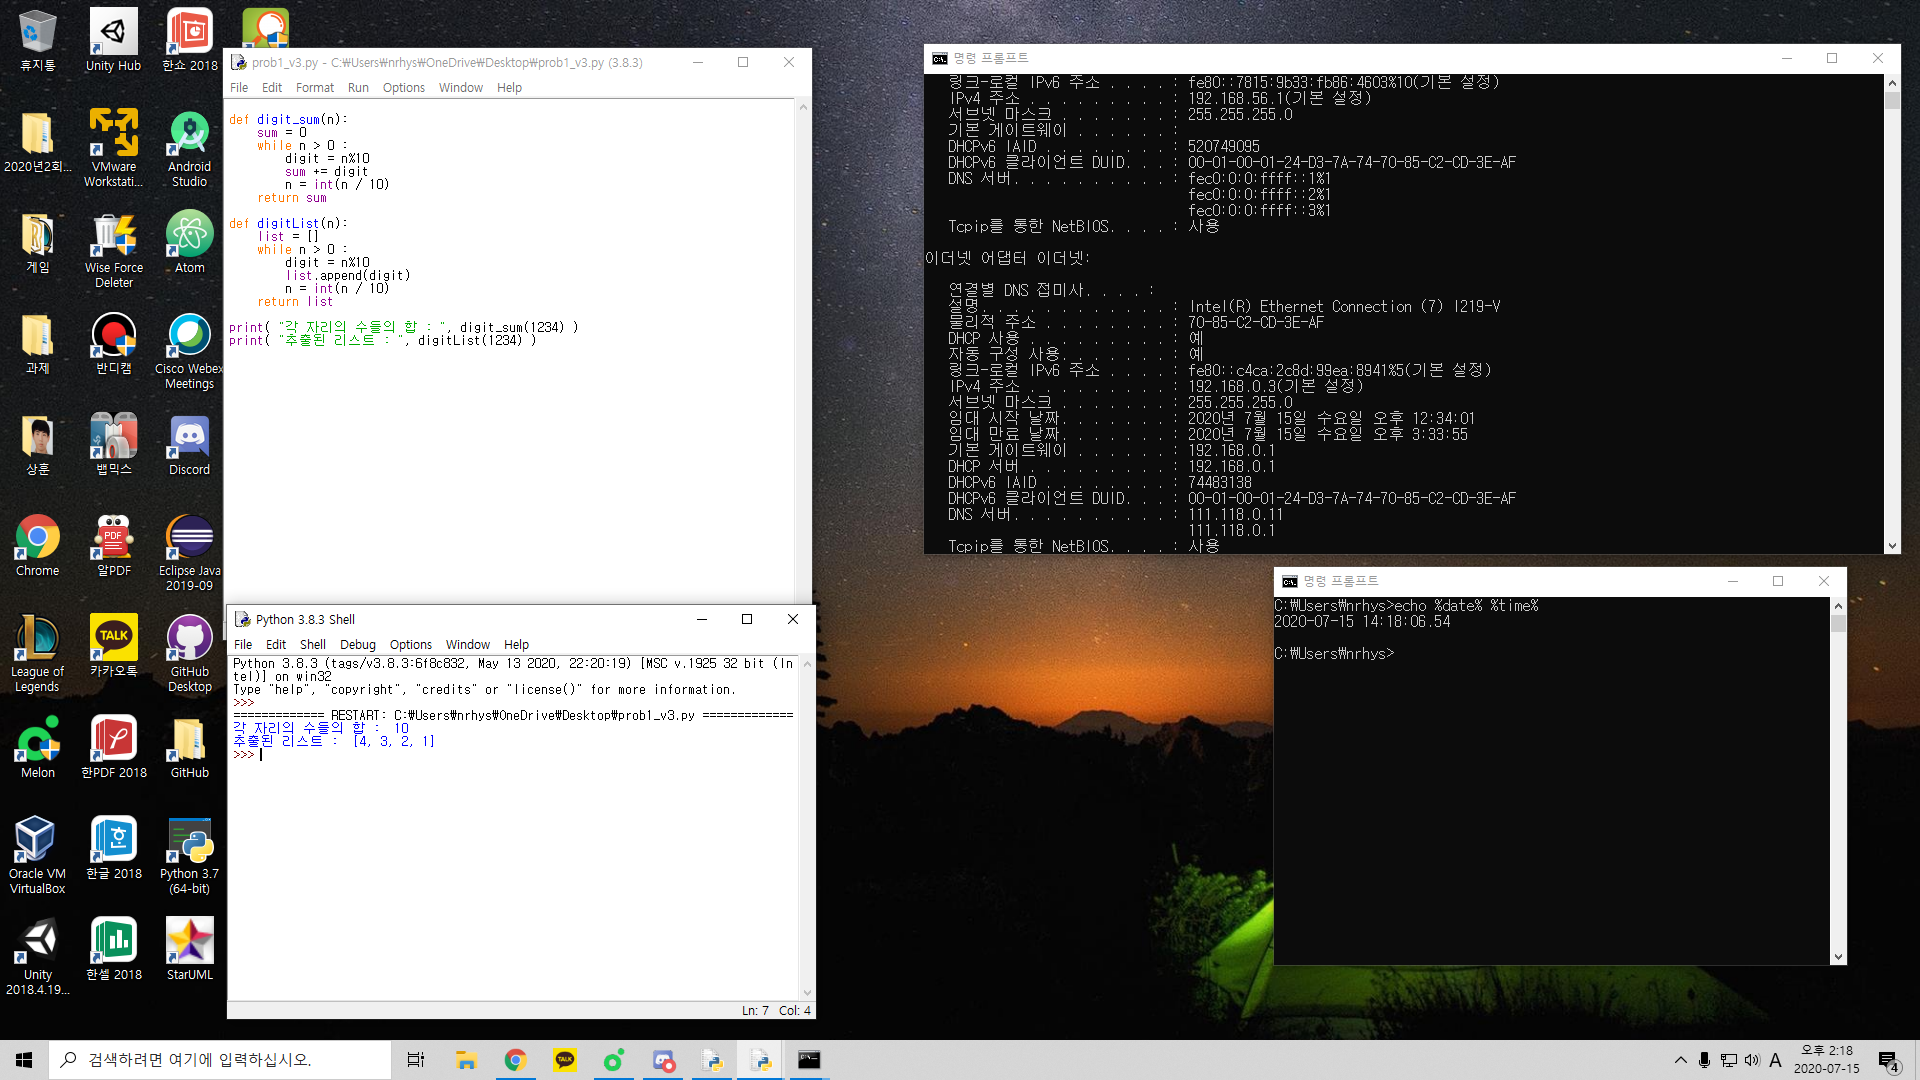 휴지통
Unity Hub
한쇼 2018
2020년2회...
VMware
Workstati...
Android
Studio
게임
Wise Force
Deleter
Atom
과제
반디캠
Cisco Webex
Meetings
상훈
뱁믹스
Discord
Chrome
PDF
알PDF
Eclipse Java
2019-09
League of
Legends
TALK
카카오톡
GitHub
Desktop
Melon
한PDF 2018
GitHub
Oracle VM
VirtualBox
한글 2018
Python 3.7
(64-bit)
Unity
2018.4.19...
한셀 2018
StarUML
prob1_v3.py - C:₩Users₩nrhys₩OneDrive₩Desktop₩prob1_v3.py (3.8.3)
File Edit Format Run Options Window Help
def digit_sum(n):
    sum = 0
    while n > 0 :
        digit = n%10
        sum += digit
        n = int(n / 10)
    return sum
def digitList(n):
    list = []
    while n > 0 :
        digit = n%10
        list.append(digit)
        n = int(n / 10)
    return list
print( "각 자리의 수들의 합 : ", digit_sum(1234) )
print( "추출된 리스트 : ", digitList(1234) )
Python 3.8.3 Shell
File Edit Shell Debug Options Window Help
Python 3.8.3 (tags/v3.8.3:6f8c832, May 13 2020, 22:20:19) [MSC v.1925 32 bit (In
tel)] on win32
Type "help", "copyright", "credits" or "license()" for more information.
>>>
============= RESTART: C:₩Users₩nrhys₩OneDrive₩Desktop₩prob1_v3.py =============
각 자리의 수들의 합 :  10
추출된 리스트 :  [4, 3, 2, 1]
>>>
Ln: 7 Col: 4
명령 프롬프트
링크-로컬 IPv6 주소 . . . . : fe80::7815:9b33:fb86:4603%10(기본 설정)
IPv4 주소 . . . . . . . . . : 192.168.56.1(기본 설정)
서브넷 마스크 . . . . . . . : 255.255.255.0
기본 게이트웨이 . . . . . . :
DHCPv6 IAID . . . . . . . . : 520749095
DHCPv6 클라이언트 DUID. . . : 00-01-00-01-24-D3-7A-74-70-85-C2-CD-3E-AF
DNS 서버. . . . . . . . . . : fec0:0:0:ffff::1%1
fec0:0:0:ffff::2%1
fec0:0:0:ffff::3%1
Tcpip를 통한 NetBIOS. . . . : 사용
이더넷 어댑터 이더넷:
연결별 DNS 접미사. . . . :
설명. . . . . . . . . . . . : Intel(R) Ethernet Connection (7) I219-V
물리적 주소 . . . . . . . . : 70-85-C2-CD-3E-AF
DHCP 사용 . . . . . . . . . : 예
자동 구성 사용. . . . . . . : 예
링크-로컬 IPv6 주소 . . . . : fe80::c4ca:2c8d:99ea:8941%5(기본 설정)
IPv4 주소 . . . . . . . . . : 192.168.0.3(기본 설정)
서브넷 마스크 . . . . . . . : 255.255.255.0
임대 시작 날짜. . . . . . . : 2020년 7월 15일 수요일 오후 12:34:01
임대 만료 날짜. . . . . . . : 2020년 7월 15일 수요일 오후 3:33:55
기본 게이트웨이 . . . . . . : 192.168.0.1
DHCP 서버 . . . . . . . . . : 192.168.0.1
DHCPv6 IAID . . . . . . . . : 74483138
DHCPv6 클라이언트 DUID. . . : 00-01-00-01-24-D3-7A-74-70-85-C2-CD-3E-AF
DNS 서버. . . . . . . . . . : 111.118.0.11
111.118.0.1
Tcpip를 통한 NetBIOS. . . . : 사용
명령 프롬프트
C:₩Users₩nrhys>echo %date% %time%
2020-07-15 14:18:06.54
C:₩Users₩nrhys>
검색하려면 여기에 입력하십시오.
TALK
A
오후 2:18
2020-07-15
4